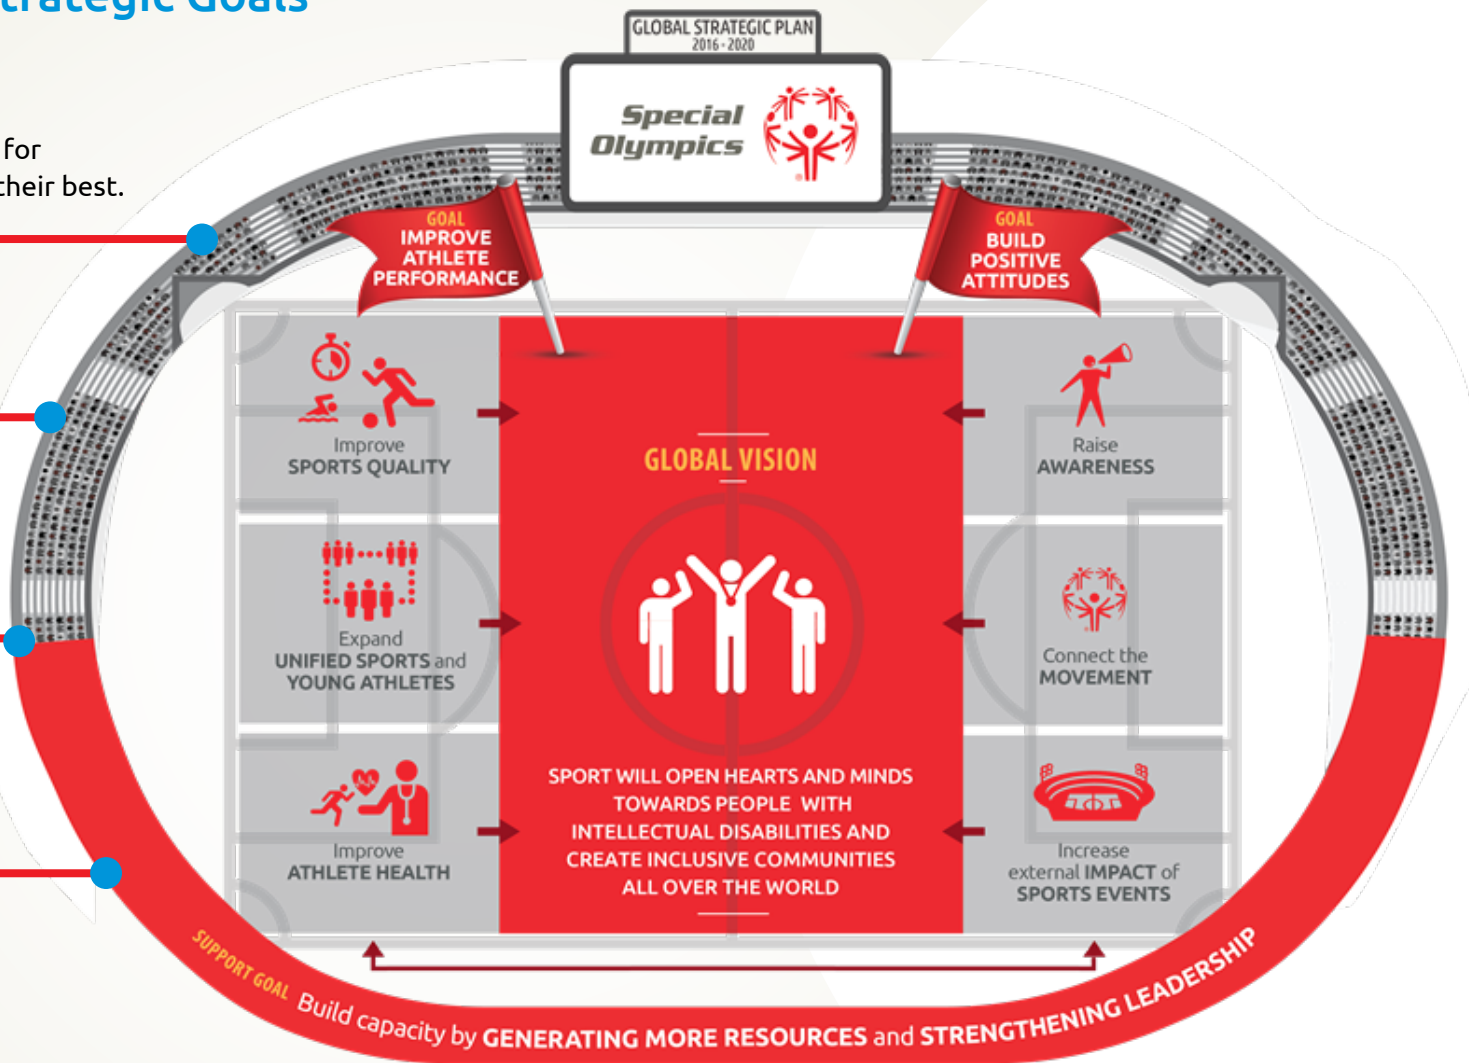 trategic Goals
for
their best.
GLOBAL STRATEGIC PLAN
2016 - 2020
Special
Olympics
GOAL
IMPROVE
ATHLETE
PERFORMANCE
GOAL
BUILD
POSITIVE
ATTITUDES
Improve
SPORTS QUALITY
Expand
UNIFIED SPORTS and
YOUNG ATHLETES
Improve
ATHLETE HEALTH
GLOBAL VISION
SPORT WILL OPEN HEARTS AND MINDS
TOWARDS PEOPLE WITH
INTELLECTUAL DISABILITIES AND
CREATE INCLUSIVE COMMUNITIES
ALL OVER THE WORLD
Raise
AWARENESS
Connect the
MOVEMENT
Increase
external IMPACT of
SPORTS EVENTS
SUPPORT GOAL Build capacity by GENERATING MORE RESOURCES and STRENGTHENING LEADERSHIP